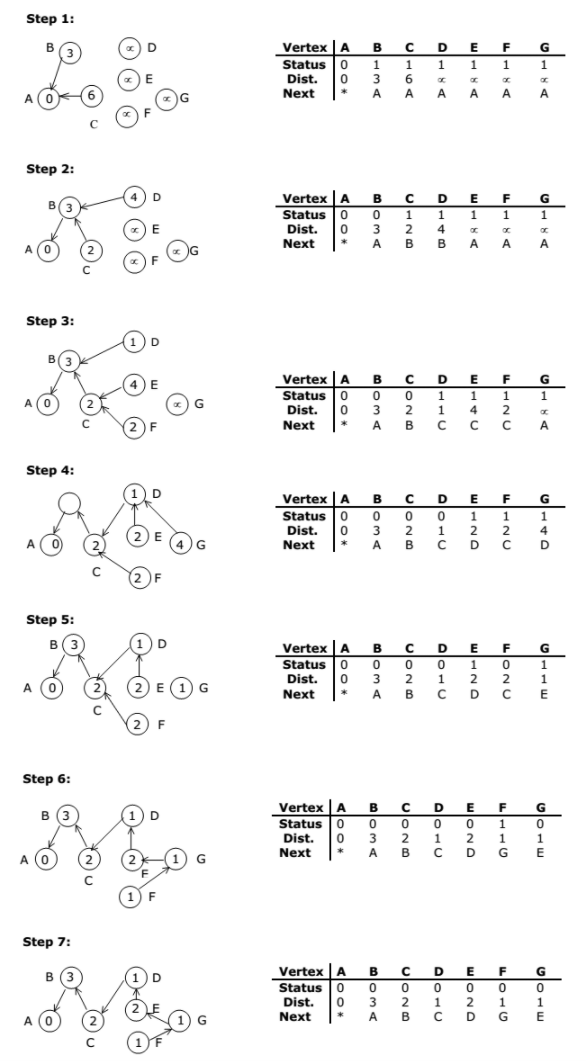 Step 1:
B 3 ∝ D
∝ E
A 0 6 ∝ G
C ∝ F
Vertex A B C D E F G
Status 0 1 1 1 1 1 1
Dist. 0 3 6 ∝ ∝ ∝ ∝
Next * A A A A A A
Step 2:
B 3 4 D
∝ E
A 0 2 ∝ F ∝ G
C
Vertex A B C D E F G
Status 0 0 1 1 1 1 1
Dist. 0 3 2 4 ∝ ∝ ∝
Next * A B B A A A
Step 3:
B 3 1 D
4 E
A 0 2 ∝ G
C 2 F
Vertex A B C D E F G
Status 0 0 0 1 1 1 1
Dist. 0 3 2 1 4 2 ∝
Next * A B C C C A
Step 4:
1 D
A 0 2 2 E 4 G
C 2 F
Vertex A B C D E F G
Status 0 0 0 0 1 1 1
Dist. 0 3 2 1 2 2 4
Next * A B C D C D
Step 5:
B 3 1 D
A 0 2 2 E 1 G
C 2 F
Vertex A B C D E F G
Status 0 0 0 0 1 0 1
Dist. 0 3 2 1 2 2 1
Next * A B C D C E
Step 6:
B 3 1 D
A 0 2 2 1 G
C F
1 F
Vertex A B C D E F G
Status 0 0 0 0 0 1 0
Dist. 0 3 2 1 2 1 1
Next * A B C D G E
Step 7:
B 3 1 D
2 E
A 0 2 1 G
C 1 F
Vertex A B C D E F G
Status 0 0 0 0 0 0 0
Dist. 0 3 2 1 2 1 1
Next * A B C D G E